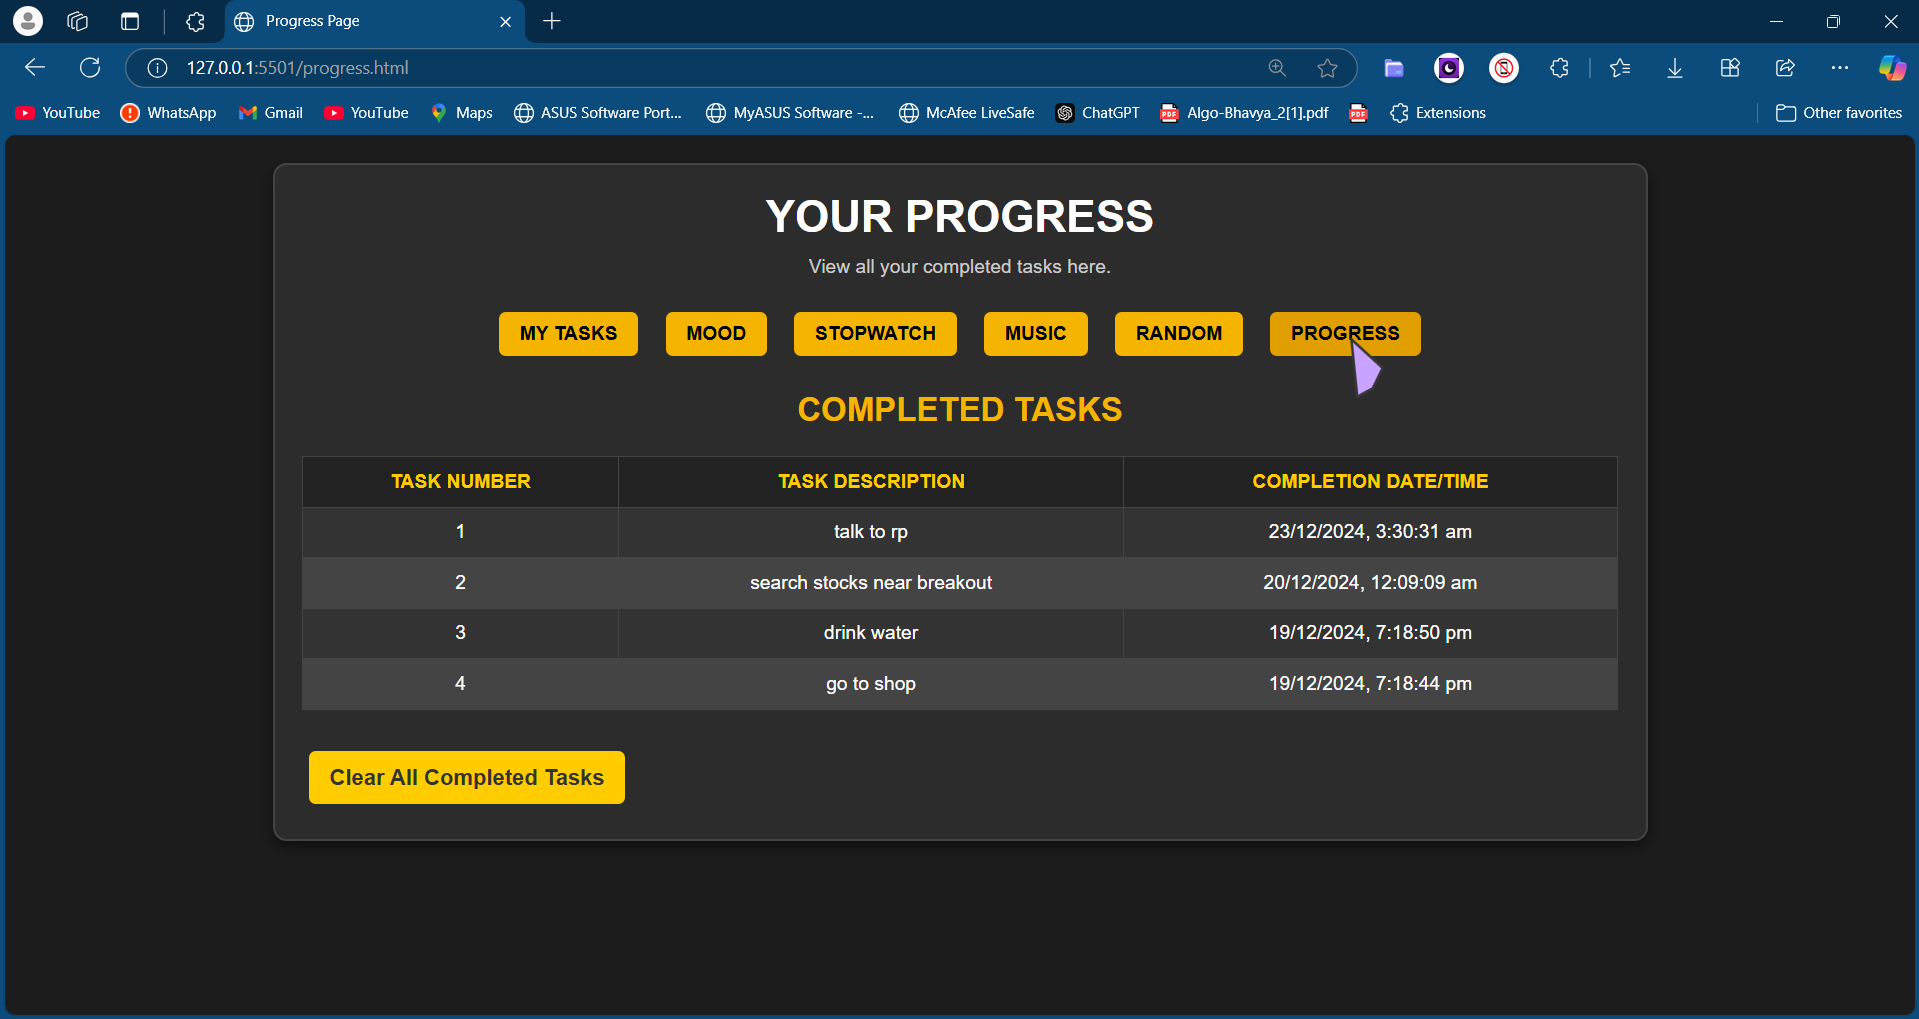 Progress Page
127.0.0.1:5501/progress.html
YouTube WhatsApp Gmail YouTube Maps ASUS Software Port... MyASUS Software -... McAfee LiveSafe ChatGPT Algo-Bhavya_2[1].pdf Extensions Other favorites
YOUR PROGRESS
View all your completed tasks here.
MY TASKS MOOD STOPWATCH MUSIC RANDOM PROGRESS
COMPLETED TASKS
TASK NUMBER TASK DESCRIPTION COMPLETION DATE/TIME
1 talk to rp 23/12/2024, 3:30:31 am
2 search stocks near breakout 20/12/2024, 12:09:09 am
3 drink water 19/12/2024, 7:18:50 pm
4 go to shop 19/12/2024, 7:18:44 pm
Clear All Completed Tasks